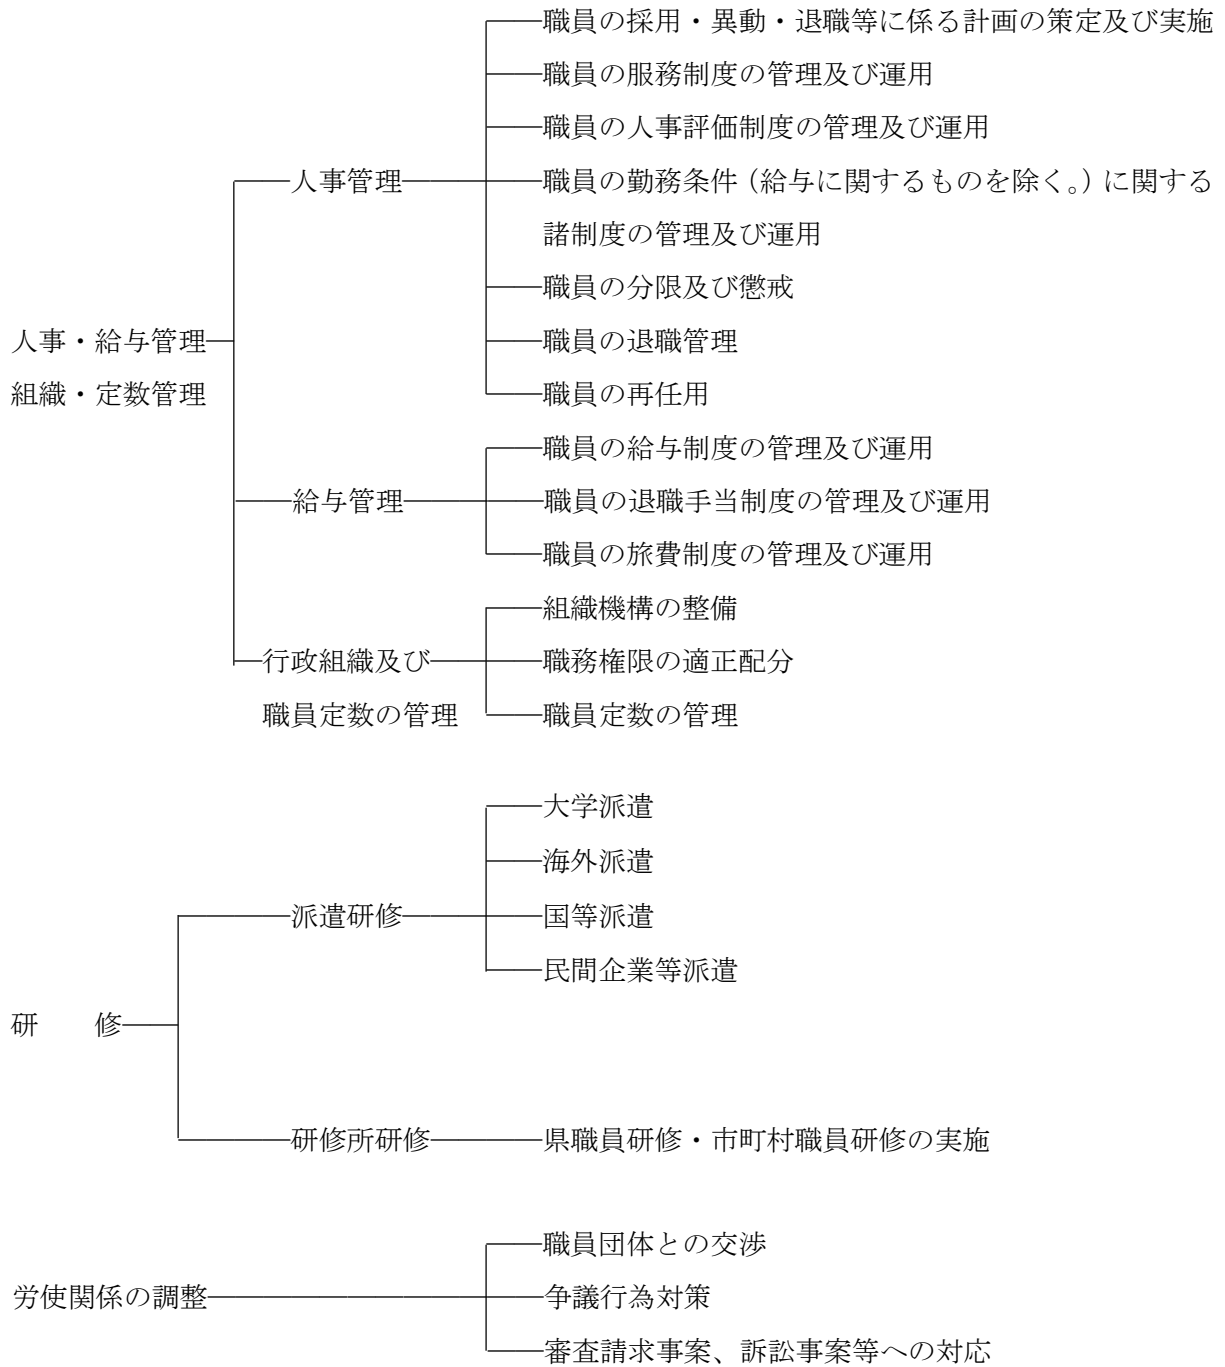 職員の採用・異動・退職等に係る計画の策定及び実施
職員の服務制度の管理及び運用
職員の人事評価制度の管理及び運用
人事管理
職員の勤務条件（給与に関するものを除く。）に関する
諸制度の管理及び運用
職員の分限及び懲戒
人事・給与管理
職員の退職管理
組織・定数管理
職員の再任用
職員の給与制度の管理及び運用
給与管理
職員の退職手当制度の管理及び運用
職員の旅費制度の管理及び運用
組織機構の整備
行政組織及び
職務権限の適正配分
職員定数の管理
職員定数の管理
大学派遣
海外派遣
派遣研修
国等派遣
民間企業等派遣
研　　修
研修所研修
県職員研修・市町村職員研修の実施
職員団体との交渉
労使関係の調整
争議行為対策
審査請求事案、訴訟事案等への対応